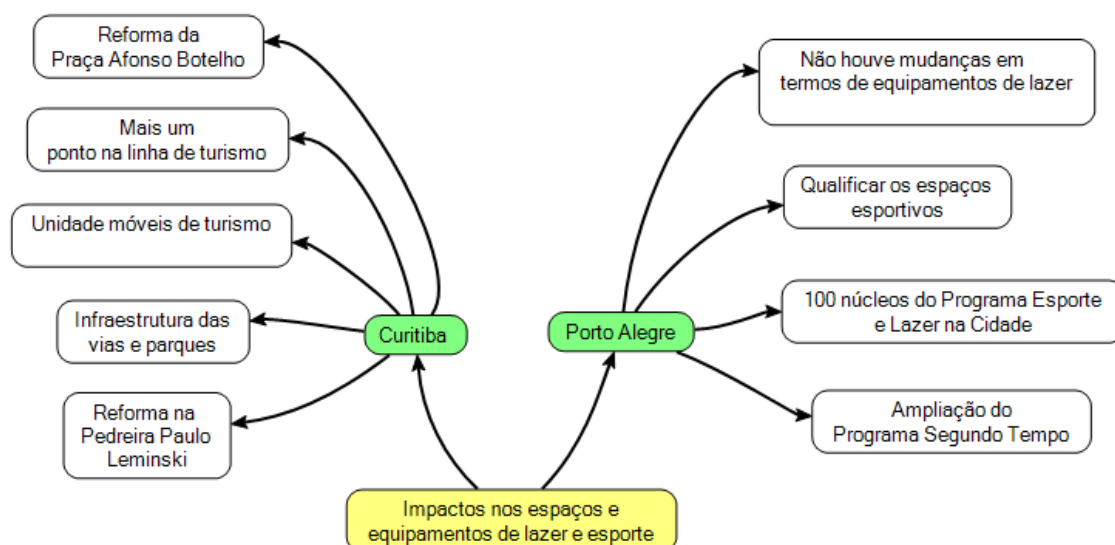 Reforma da
Praça Afonso Botelho
Mais um
ponto na linha de turismo
Unidade móveis de turismo
Infraestrutura das
vias e parques
Reforma na
Pedreira Paulo
Leminski
Curitiba
Não houve mudanças em
termos de equipamentos de lazer
Qualificar os espaços
esportivos
100 núcleos do Programa Esporte
e Lazer na Cidade
Ampliação do
Programa Segundo Tempo
Porto Alegre
Impactos nos espaços e
equipamentos de lazer e esporte